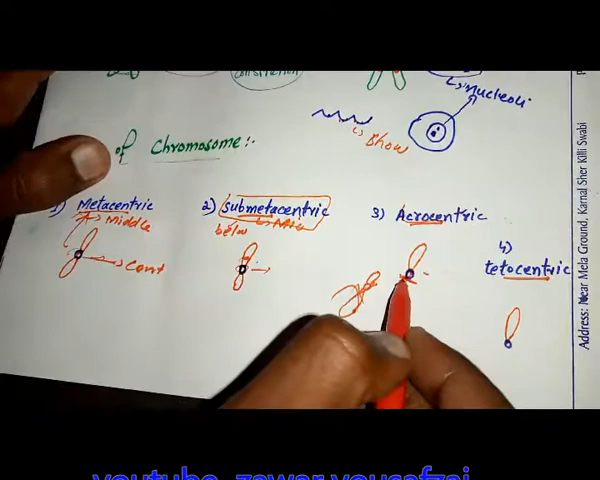 Constriction
Nucleoli
of Chromosome:-
Show
1) Metacentric
Middle
Cent
2) submetacentric
below
3) Acrocentric
4)
tetocentric
Address: Near Mela Ground, Karnal Sher Killi Swabi
youtube zawar yousafzai